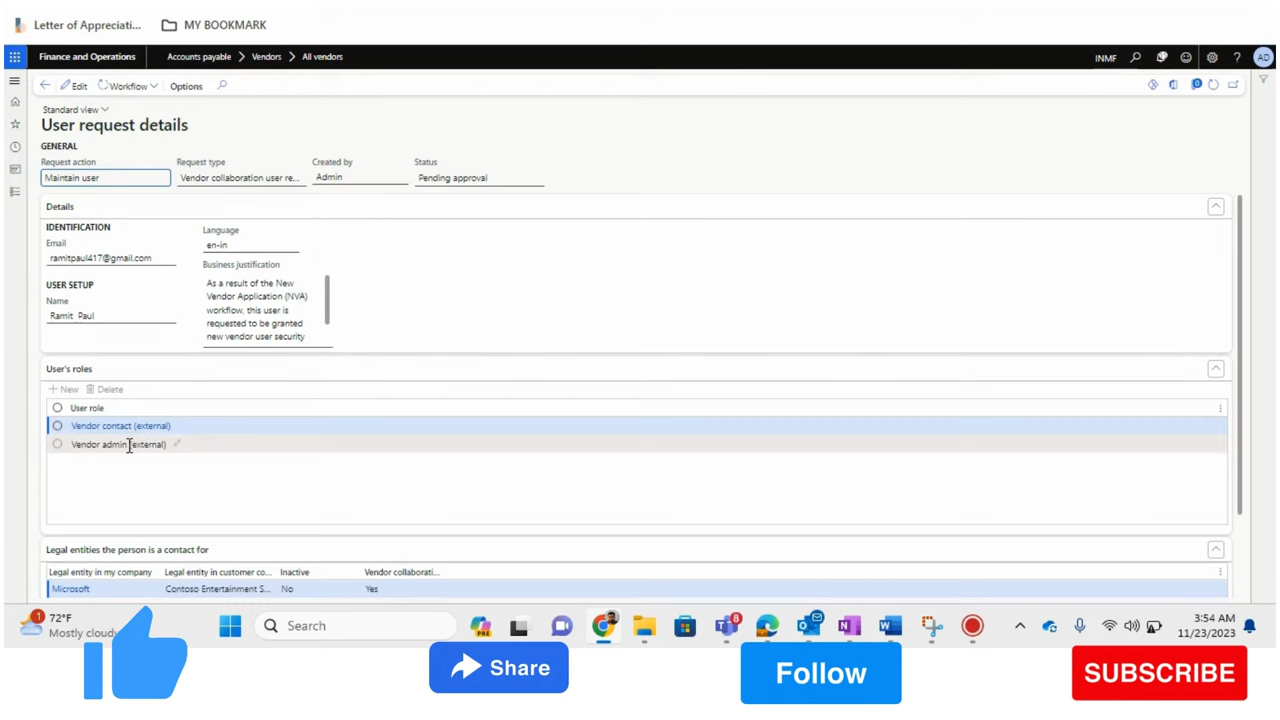 Letter of Appreciati... MY BOOKMARK
Finance and Operations Accounts payable Vendors All vendors INMF ? AD
Edit Workflow Options 0
Standard view
User request details
GENERAL
Request action Request type Created by Status
Maintain user Vendor collaboration user re... Admin Pending approval
Details
IDENTIFICATION Language
Email en-in
ramitpaul417@gmail.com Business justification
As a result of the New
USER SETUP Vendor Application (NVA)
Name workflow, this user is
Ramit Paul requested to be granted
new vendor user security
User's roles
New Delete
User role
Vendor contact (external)
Vendor admin (external)
Legal entities the person is a contact for
Legal entity in my company Legal entity in customer co... Inactive Vendor collaborati...
Microsoft Contoso Entertainment S... No Yes
1 72°F Search PRE 8 3:54 AM
Mostly cloudy 11/23/2023
Share Follow SUBSCRIBE